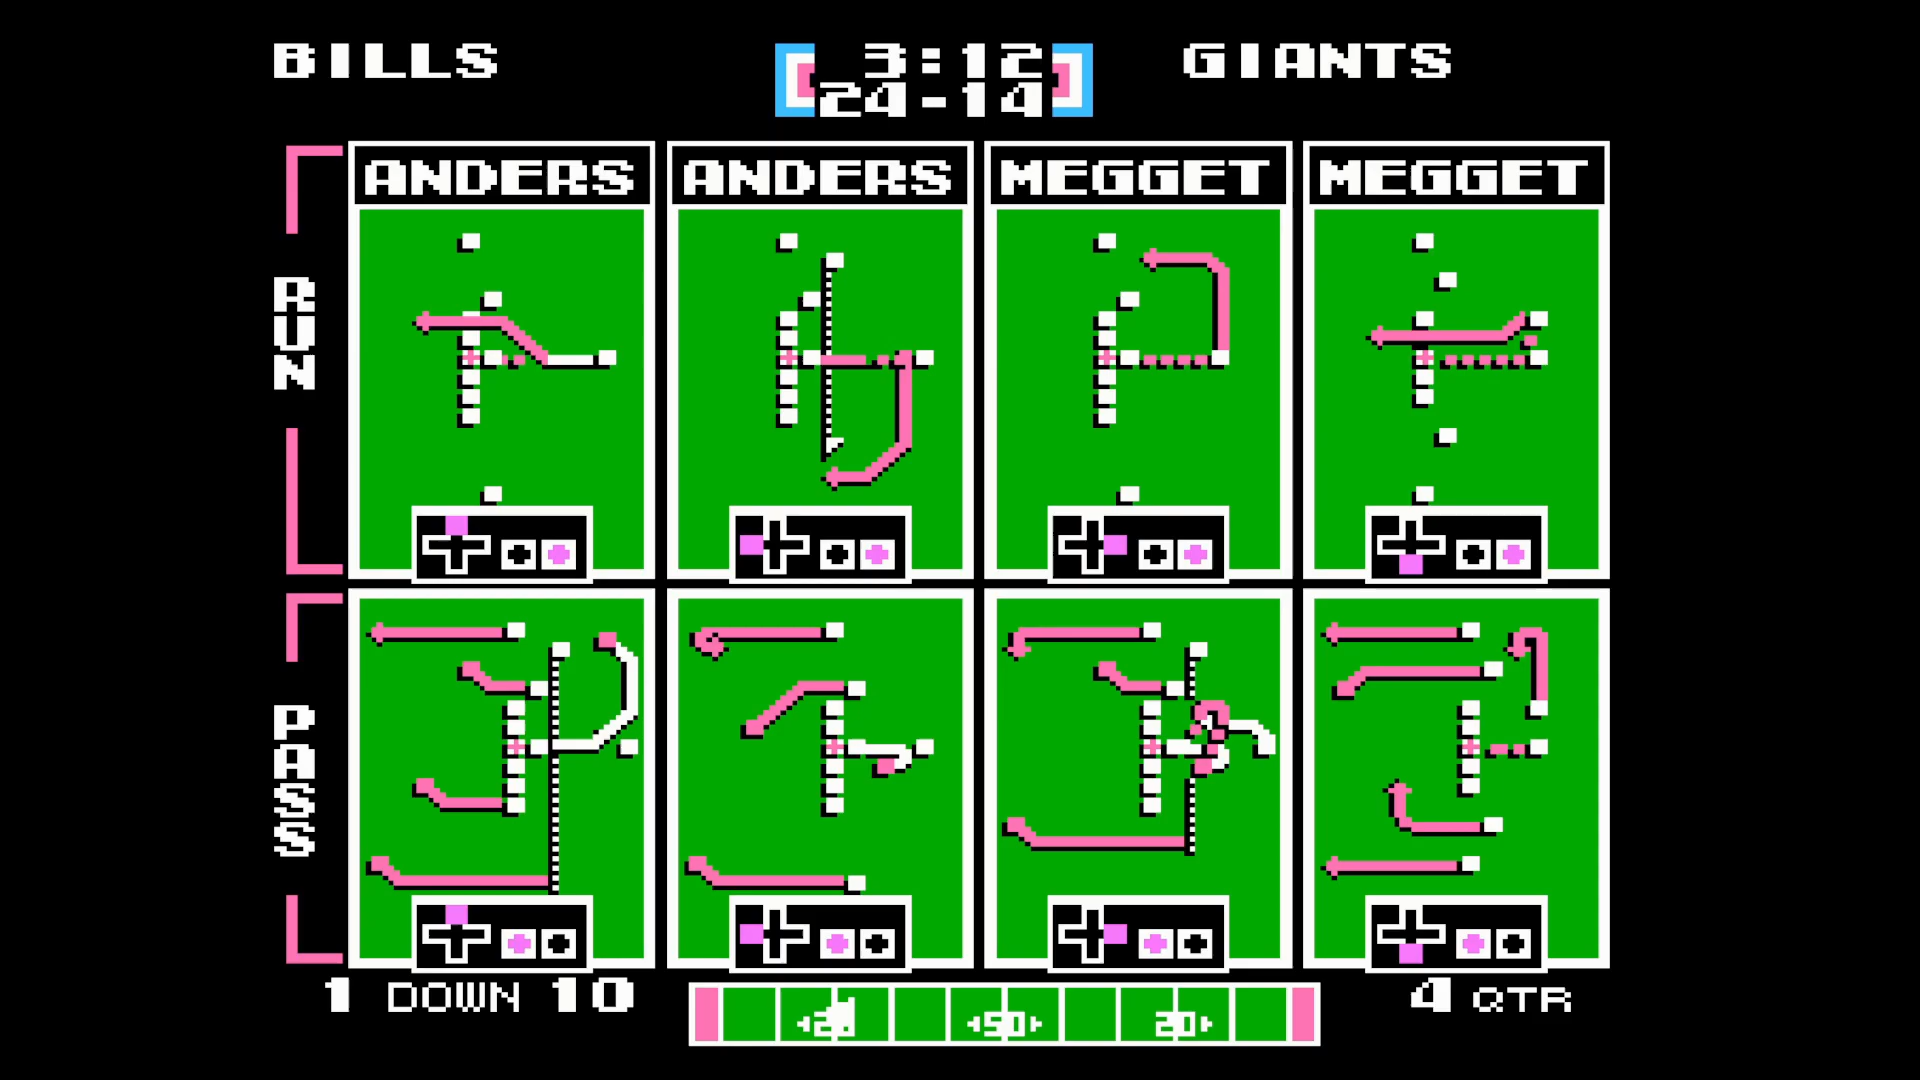 BILLS
3:12
GIANTS
24-14
ANDERS
ANDERS
MEGGET
MEGGET
RUN
PASS
1 DOWN 10
50
20
4 QTR